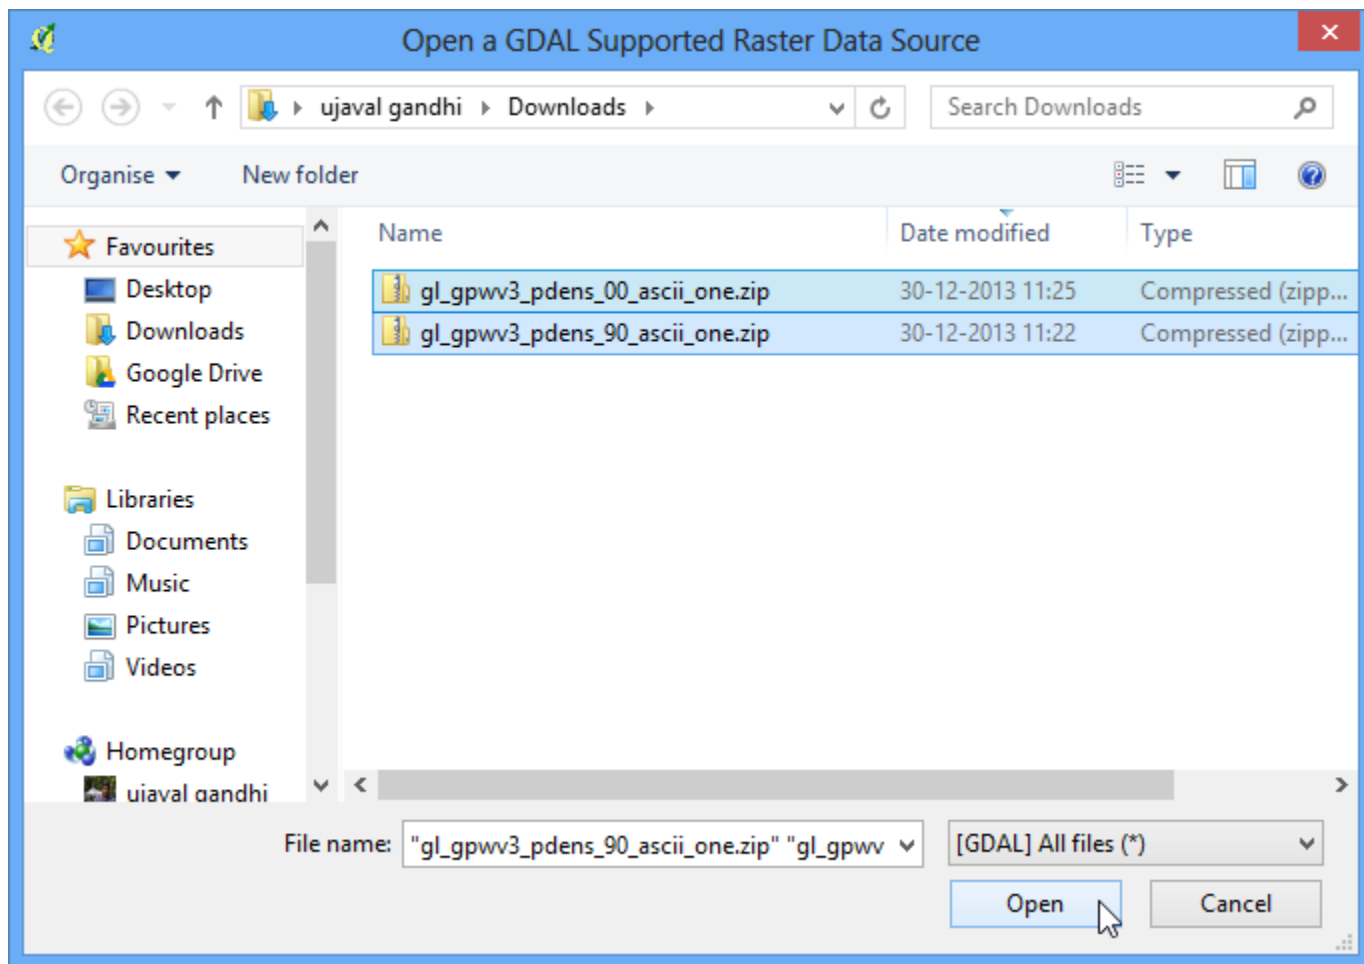 Open a GDAL Supported Raster Data Source
ujaval gandhi Downloads
Search Downloads
Organise
New folder
Favourites
Desktop
Downloads
Google Drive
Recent places
Libraries
Documents
Music
Pictures
Videos
Homegroup
ujaval gandhi
Name Date modified Type
gl_gpwv3_pdens_00_ascii_one.zip 30-12-2013 11:25 Compressed (zipp...
gl_gpwv3_pdens_90_ascii_one.zip 30-12-2013 11:22 Compressed (zipp...
File name: "gl_gpwv3_pdens_90_ascii_one.zip" "gl_gpwv
[GDAL] All files (*)
Open
Cancel